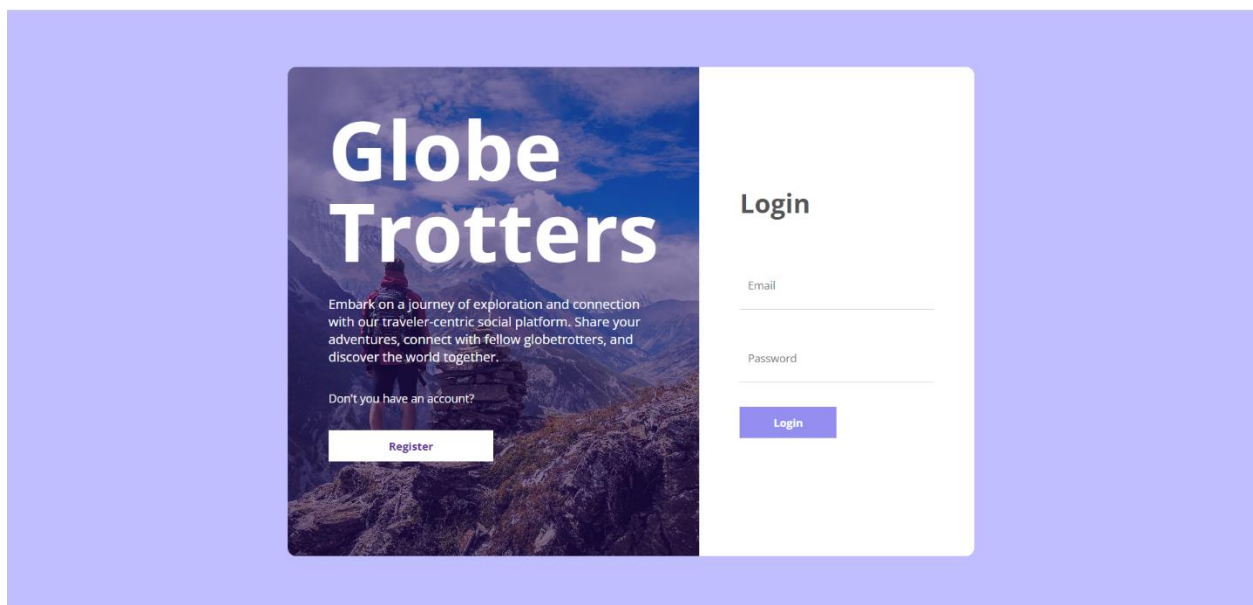 Globe
Trotters
Embark on a journey of exploration and connection
with our traveler-centric social platform. Share your
adventures, connect with fellow globetrotters, and
discover the world together.
Don't you have an account?
Register
Login
Email
Password
Login